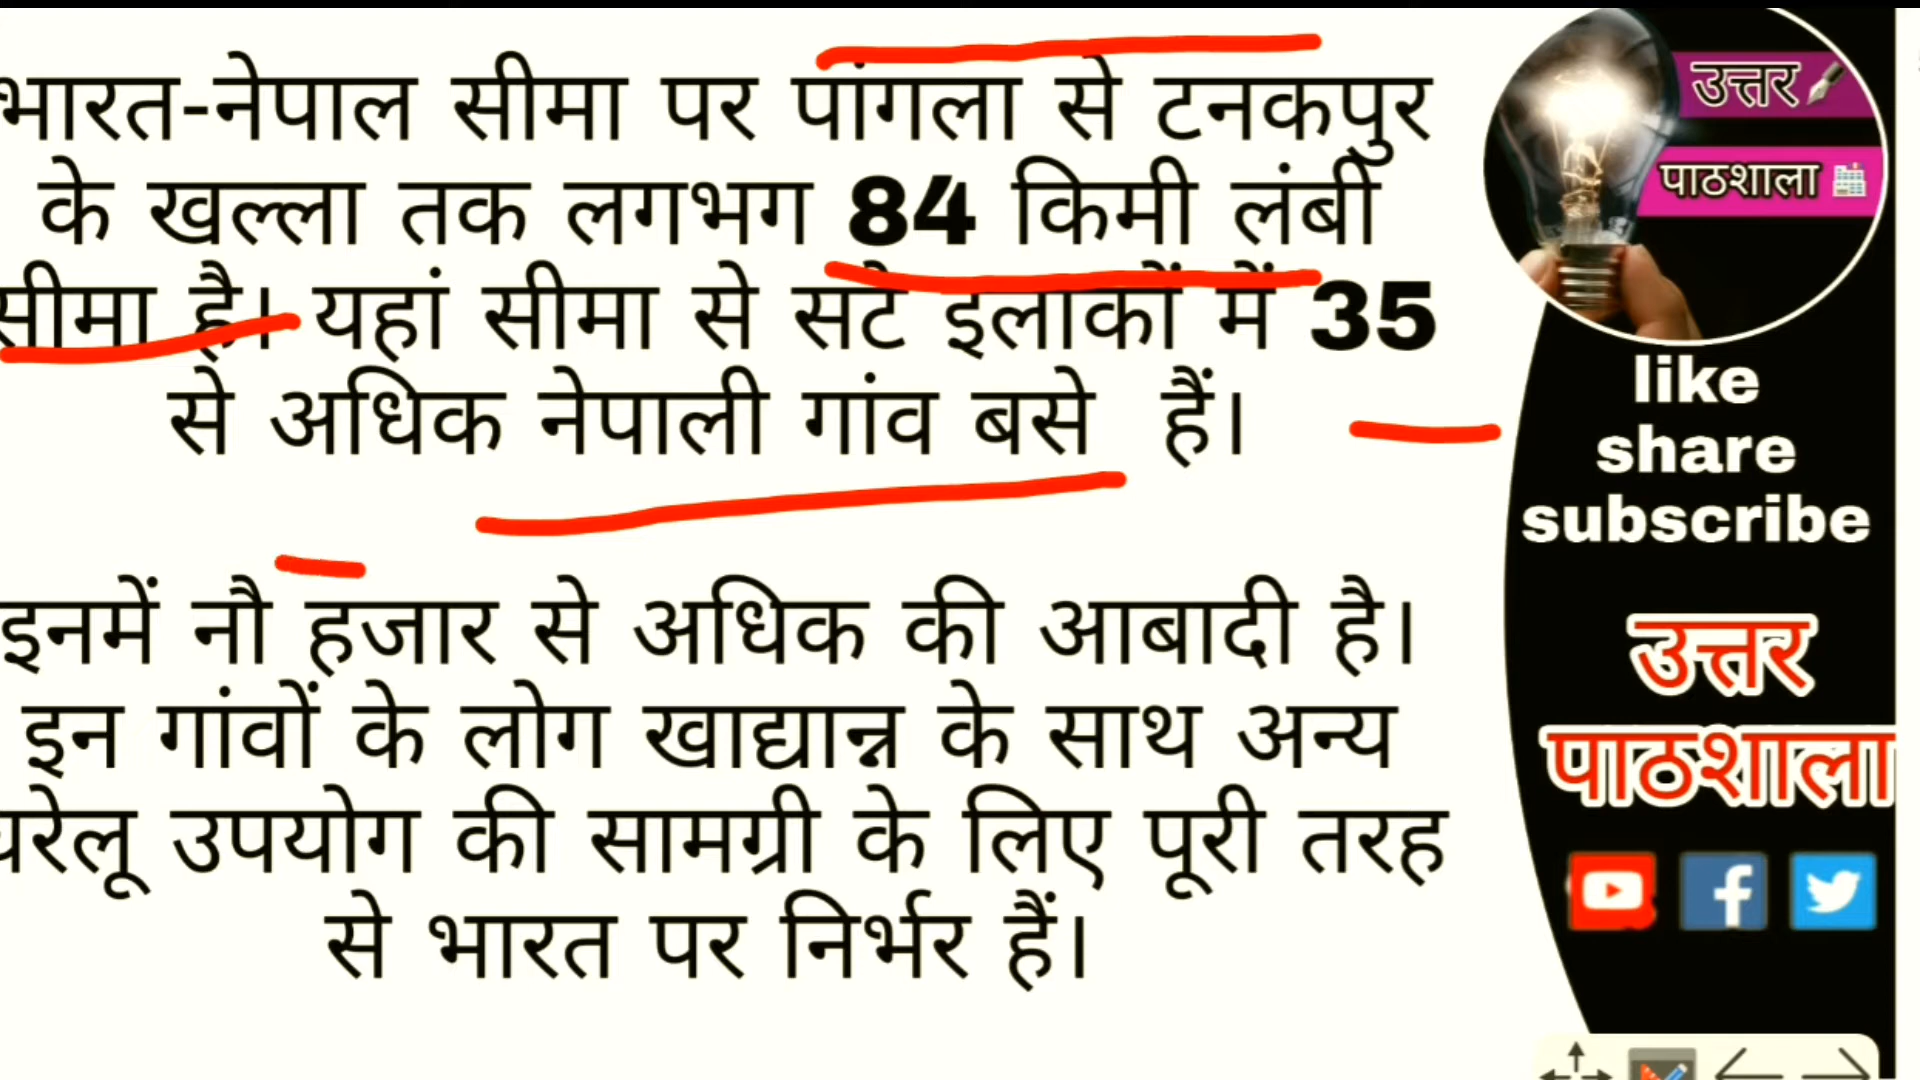 भारत-नेपाल सीमा पर पांगला से टनकपुर
के खल्ला तक लगभग 84 किमी लंबी
सीमा है। यहां सीमा से सटे इलाकों में 35
से अधिक नेपाली गांव बसे हैं।
इनमें नौ हजार से अधिक की आबादी है।
इन गांवों के लोग खाद्यान्न के साथ अन्य
घरेलू उपयोग की सामग्री के लिए पूरी तरह
से भारत पर निर्भर हैं।
उत्तर
पाठशाला
like
share
subscribe
उत्तर
पाठशाला